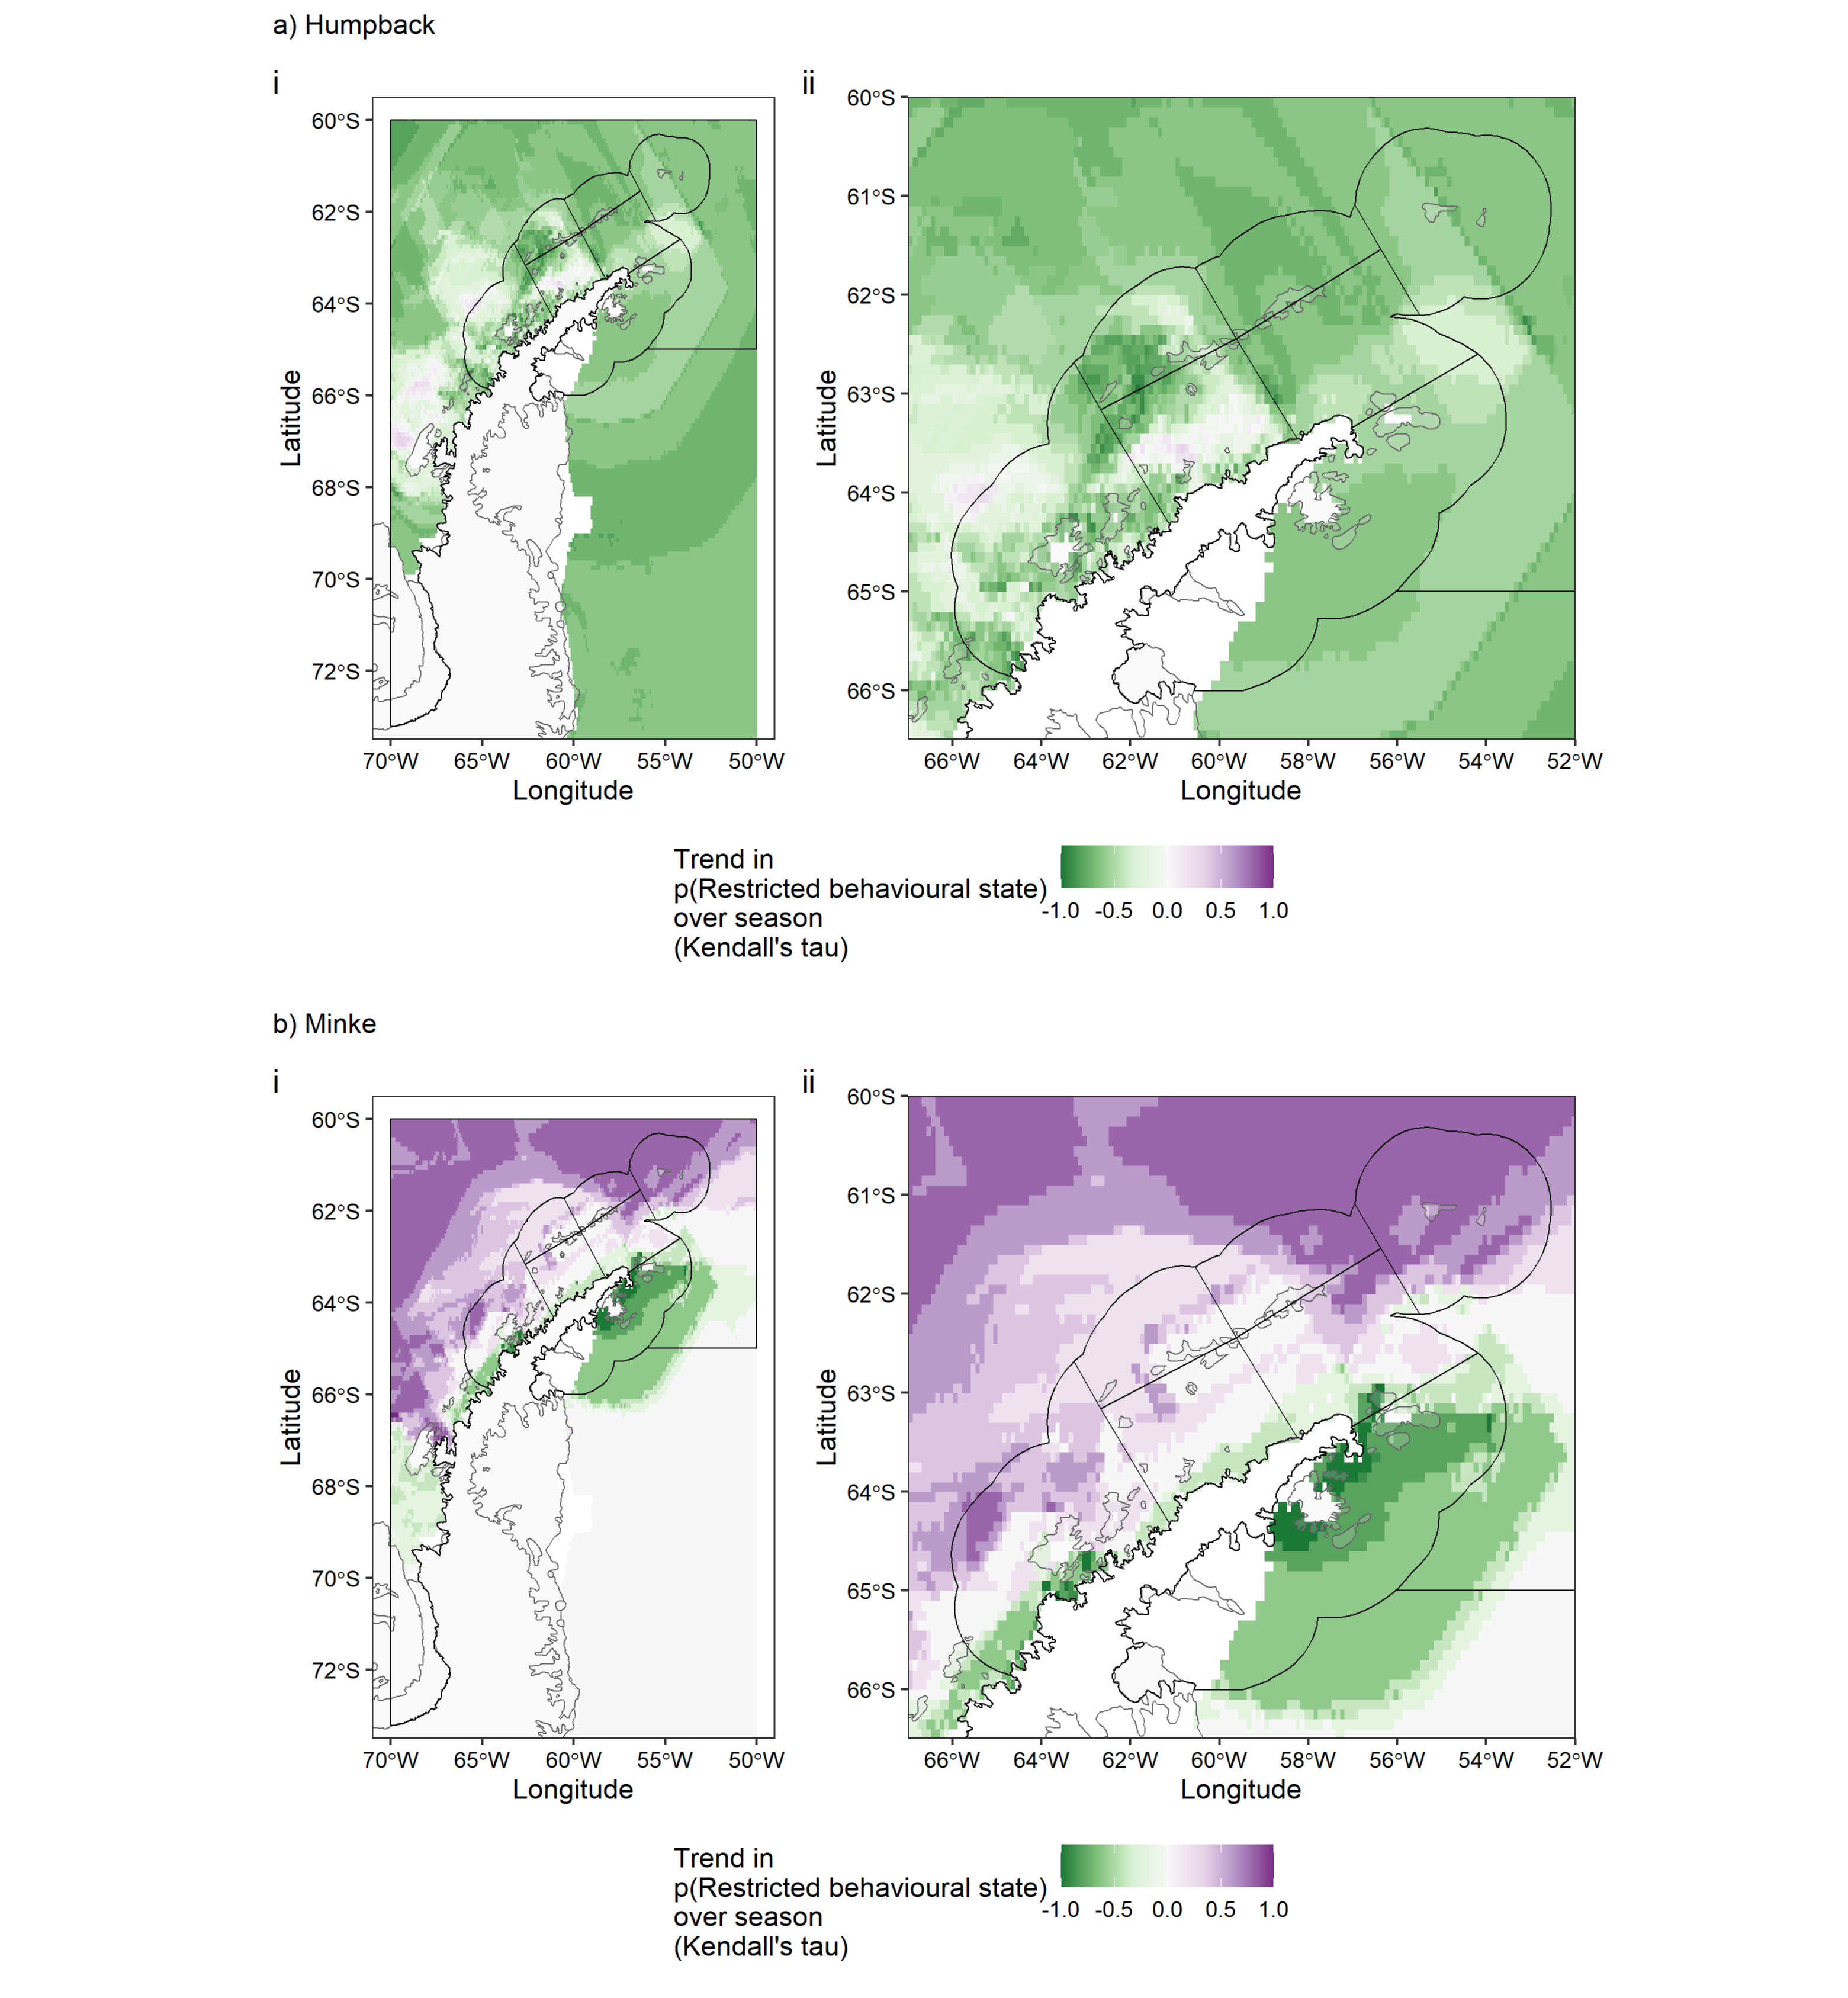 a) Humpback
i
ii
60°S
62°S
64°S
66°S
68°S
70°S
72°S
Latitude
70°W 65°W 60°W 55°W 50°W
Longitude
60°S
61°S
62°S
63°S
64°S
65°S
66°S
Latitude
66°W 64°W 62°W 60°W 58°W 56°W 54°W 52°W
Longitude
Trend in
p(Restricted behavioural state)
over season
(Kendall's tau)
-1.0 -0.5 0.0 0.5 1.0
b) Minke
i
ii
60°S
62°S
64°S
66°S
68°S
70°S
72°S
Latitude
70°W 65°W 60°W 55°W 50°W
Longitude
60°S
61°S
62°S
63°S
64°S
65°S
66°S
Latitude
66°W 64°W 62°W 60°W 58°W 56°W 54°W 52°W
Longitude
Trend in
p(Restricted behavioural state)
over season
(Kendall's tau)
-1.0 -0.5 0.0 0.5 1.0